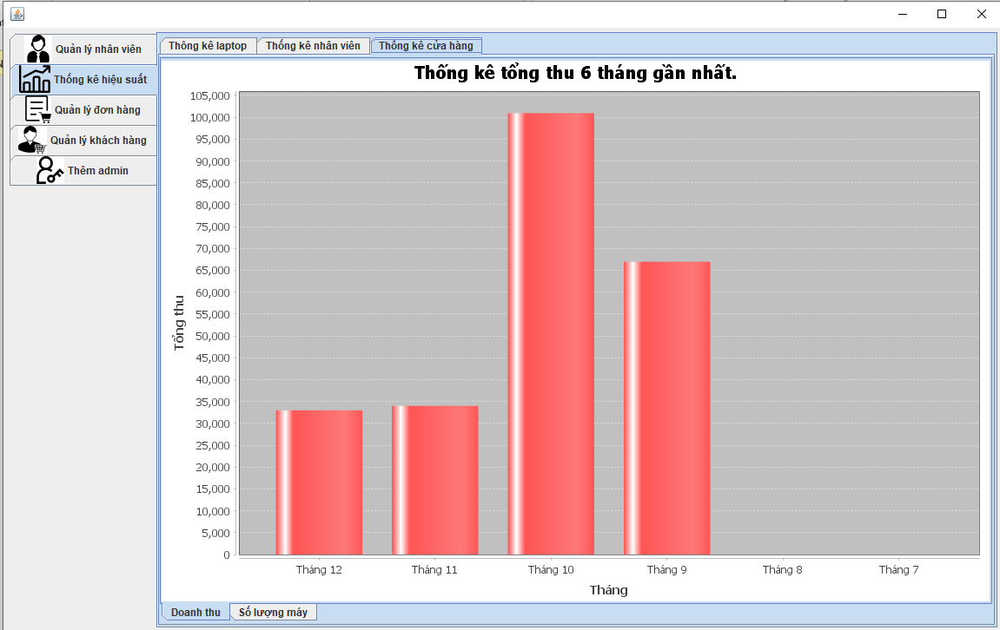 Quản lý nhân viên
Thống kê hiệu suất
Quản lý đơn hàng
Quản lý khách hàng
Thêm admin
Thông kê laptop
Thống kê nhân viên
Thống kê cửa hàng
Thống kê tổng thu 6 tháng gần nhất.
Tổng thu
105,000
100,000
95,000
90,000
85,000
80,000
75,000
70,000
65,000
60,000
55,000
50,000
45,000
40,000
35,000
30,000
25,000
20,000
15,000
10,000
5,000
0
Tháng 12
Tháng 11
Tháng 10
Tháng 9
Tháng 8
Tháng 7
Tháng
Doanh thu
Số lượng máy